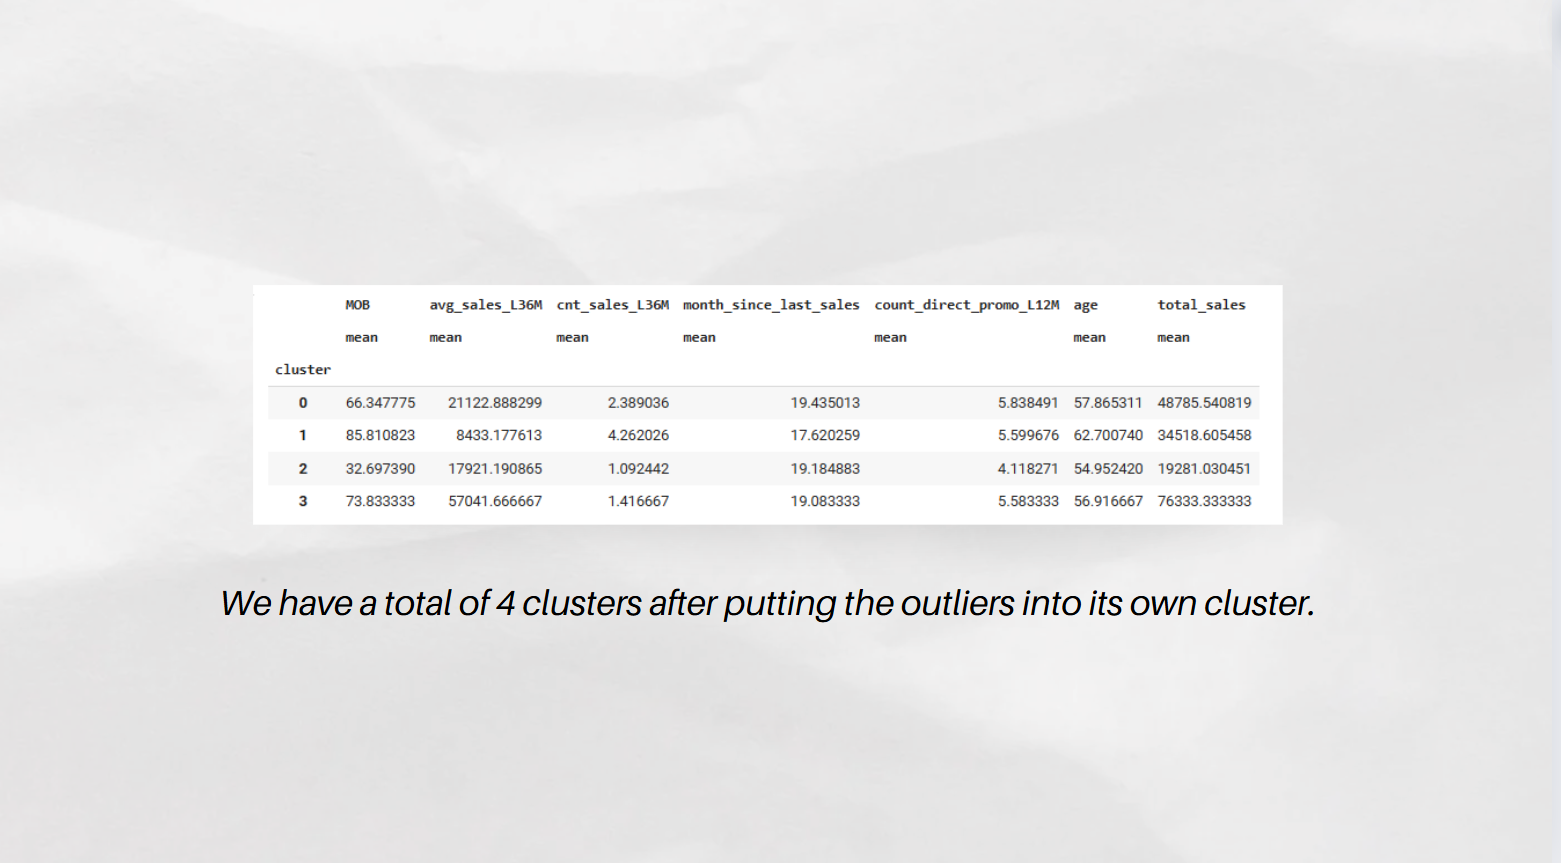 MOB avg_sales_L36M cnt_sales_L36M month_since_last_sales count_direct_promo_L12M age total_sales
mean mean mean mean mean mean mean
cluster
0 66.347775 21122.888299 2.389036 19.435013 5.838491 57.865311 48785.540819
1 85.810823 8433.177613 4.262026 17.620259 5.599676 62.700740 34518.605458
2 32.697390 17921.190865 1.092442 19.184883 4.118271 54.952420 19281.030451
3 73.833333 57041.666667 1.416667 19.083333 5.583333 56.916667 76333.333333
We have a total of 4 clusters after putting the outliers into its own cluster.